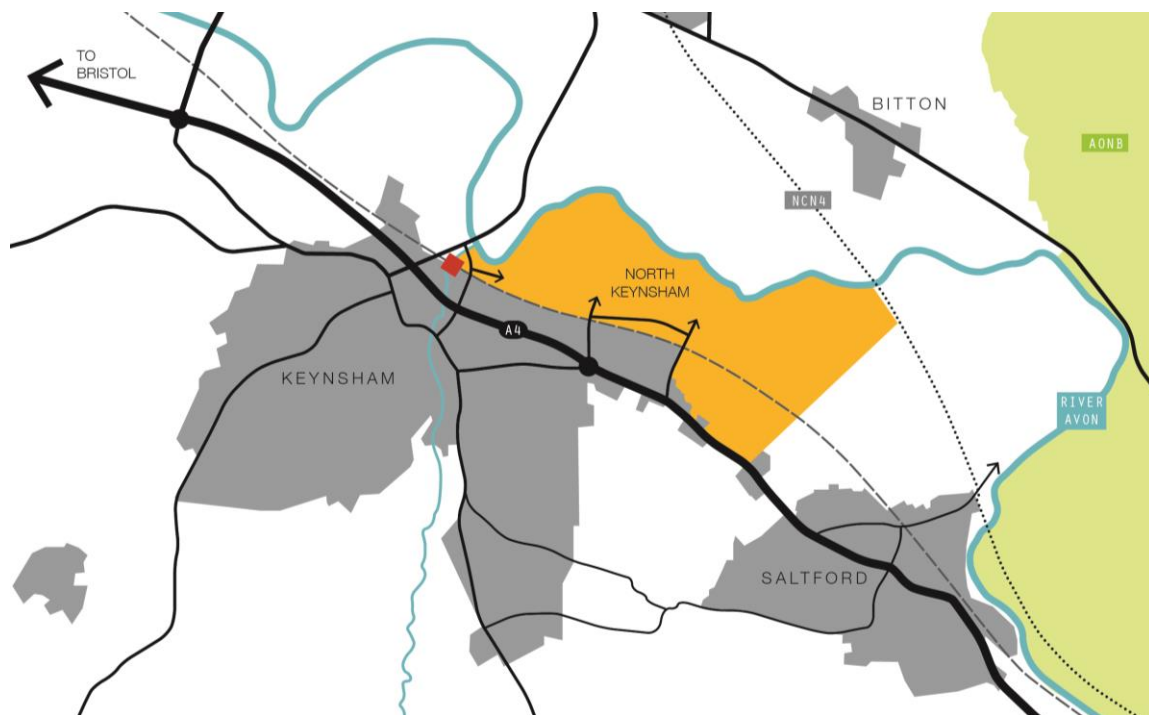 TO
BRISTOL
BITTON
AONB
NCN4
NORTH
KEYNSHAM
A4
KEYNSHAM
RIVER
AVON
SALTFORD